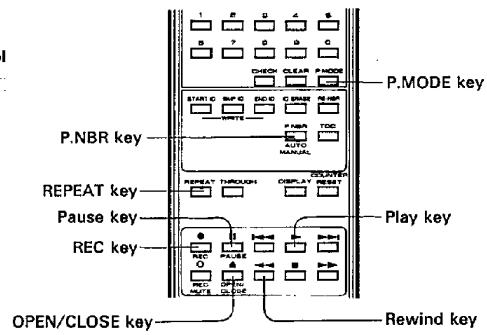 1 2 3 4 5
6 7 8 9 0
CHECK CLEAR P.MODE
P.MODE key
START ID SKIP ID END ID ID ERASE RE-NBR
WRITE
P.NBR key
P.NBR TOC
AUTO
MANUAL
REPEAT THROUGH DISPLAY COUNTER RESET
REPEAT key
Pause key
Play key
REC key
REC PAUSE
REC MUTE OPEN/CLOSE
OPEN/CLOSE key
Rewind key